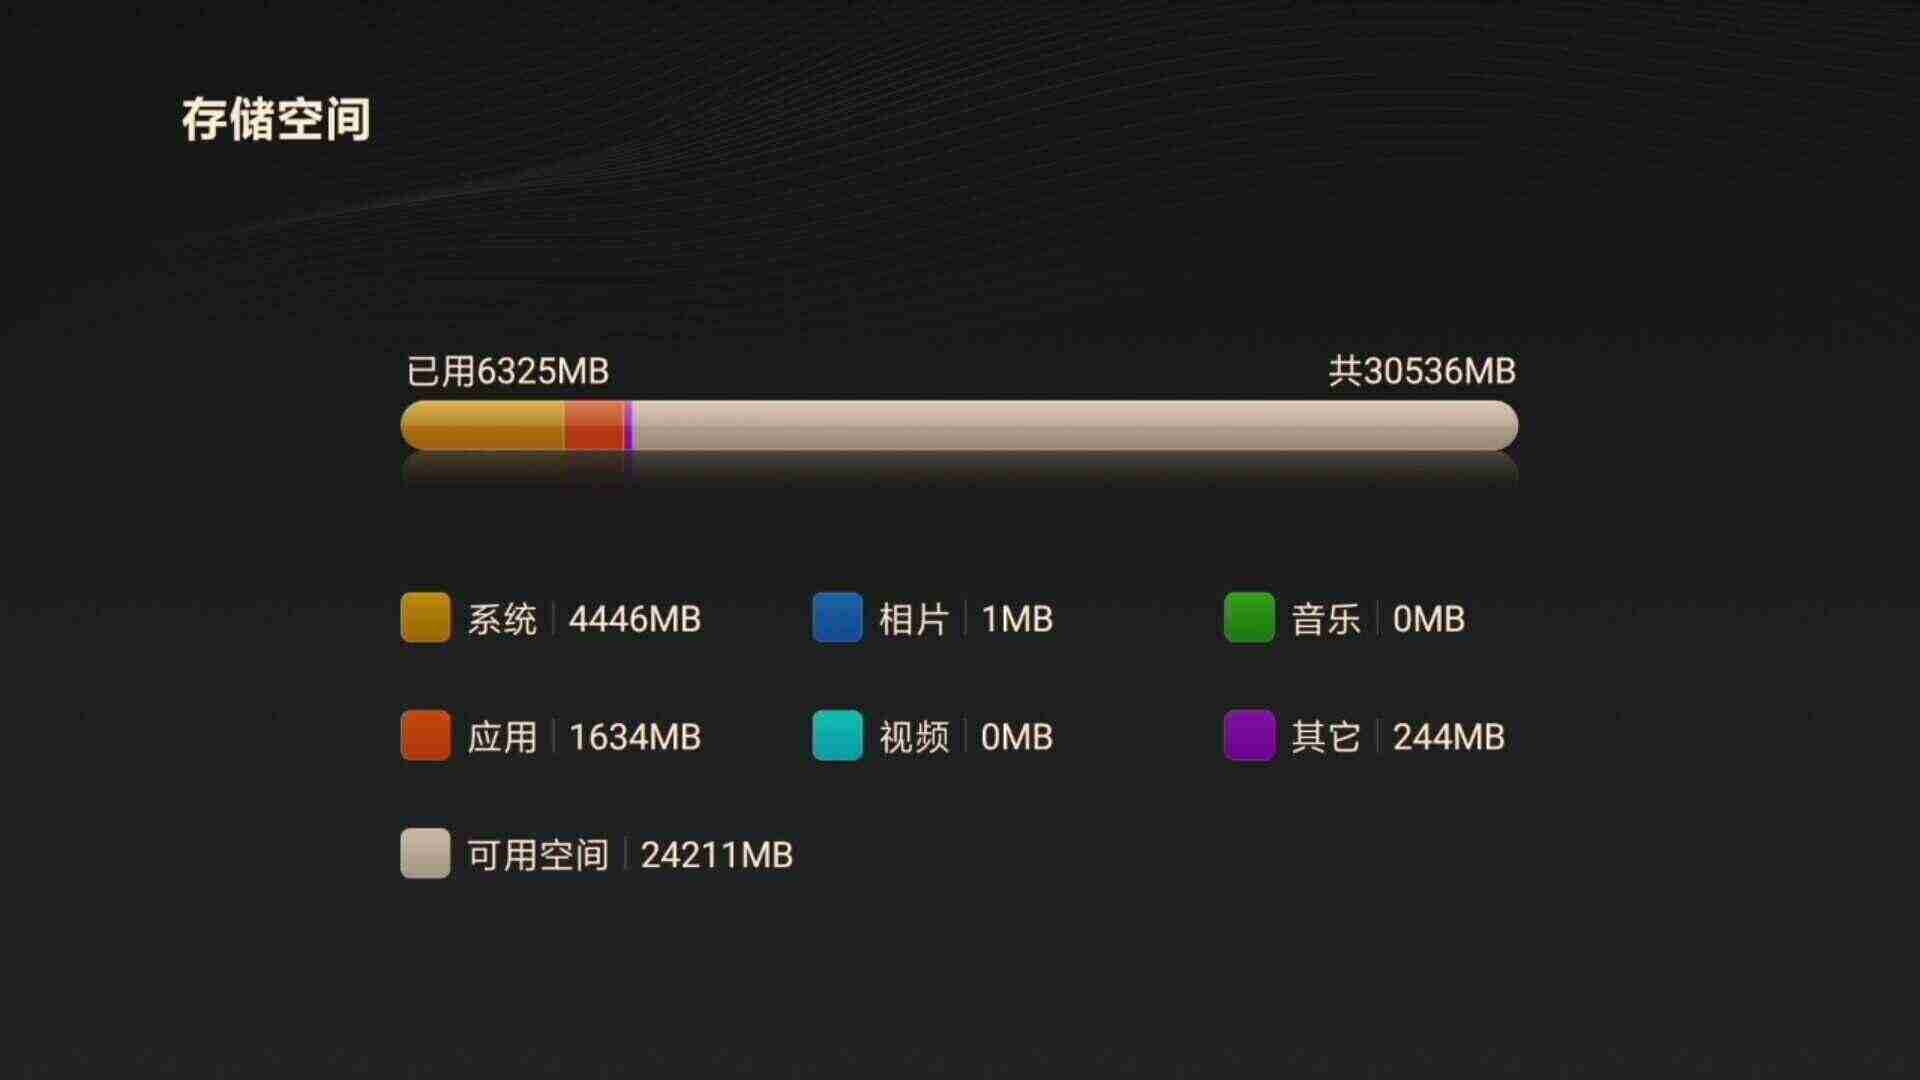 存储空间
已用6325MB
共30536MB
系统 4446MB
相片 1MB
音乐 0MB
应用 1634MB
视频 0MB
其它 244MB
可用空间 24211MB